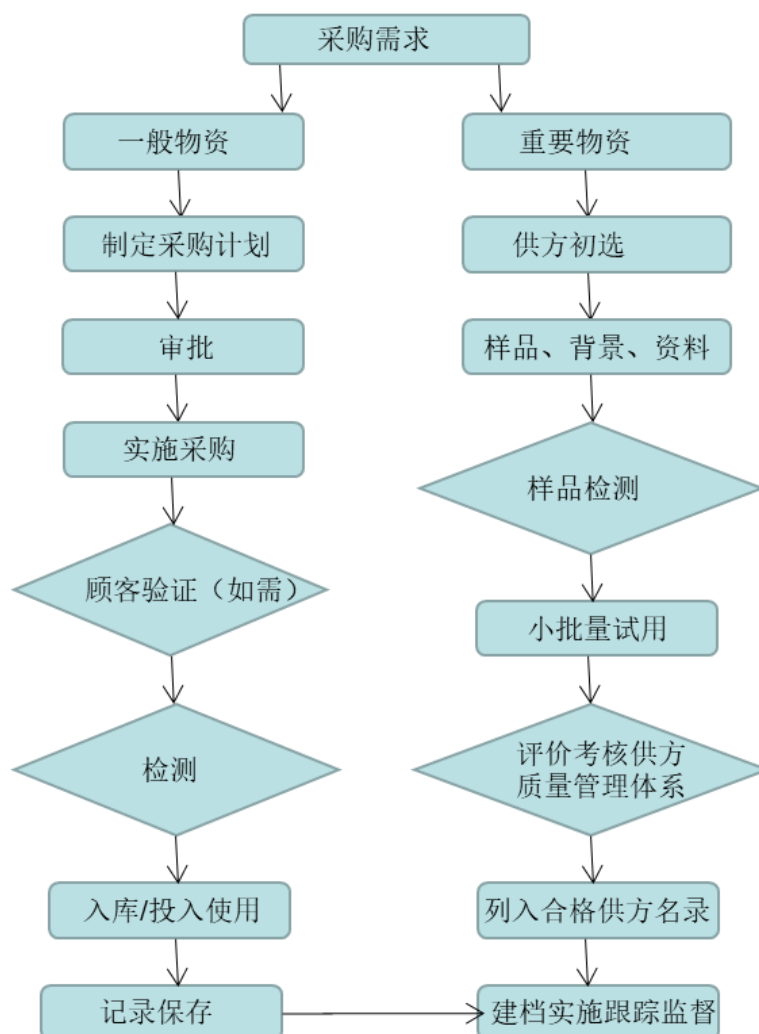 采购需求
一般物资
重要物资
制定采购计划
供方初选
审批
样品、背景、资料
实施采购
样品检测
顾客验证（如需）
小批量试用
检测
评价考核供方
质量管理体系
入库/投入使用
列入合格供方名录
记录保存
建档实施跟踪监督